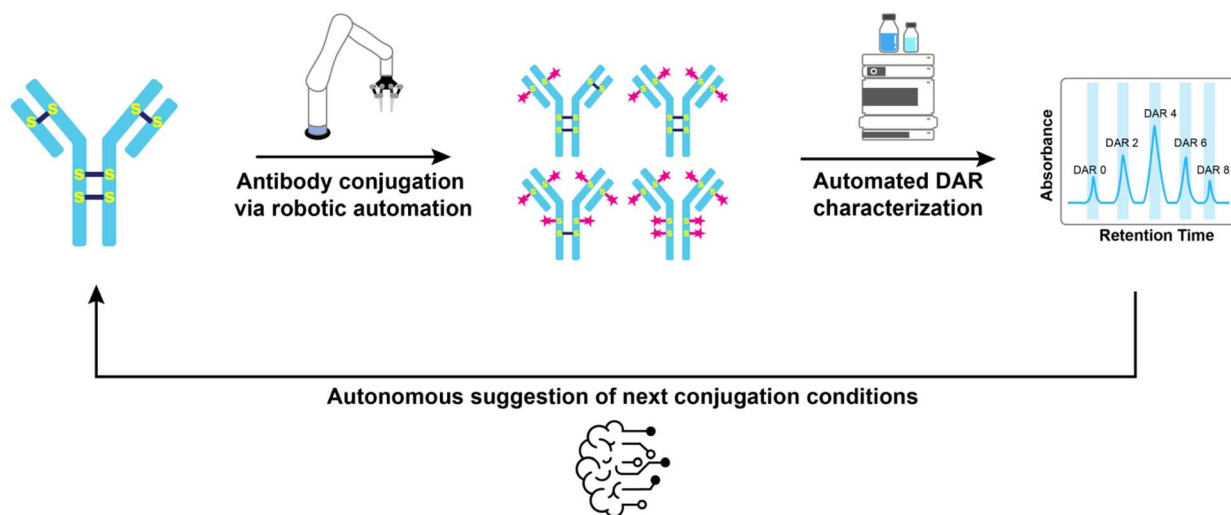 S
S
S
S
S S
S S
Antibody conjugation
via robotic automation
S
S
S
S
S S
S S
S
S
S
S
S S
S S
S
S
S
S
S S
S S
S
S
S
S
S S
S S
Automated DAR
characterization
Absorbance
DAR 0
DAR 2
DAR 4
DAR 6
DAR 8
Retention Time
Autonomous suggestion of next conjugation conditions